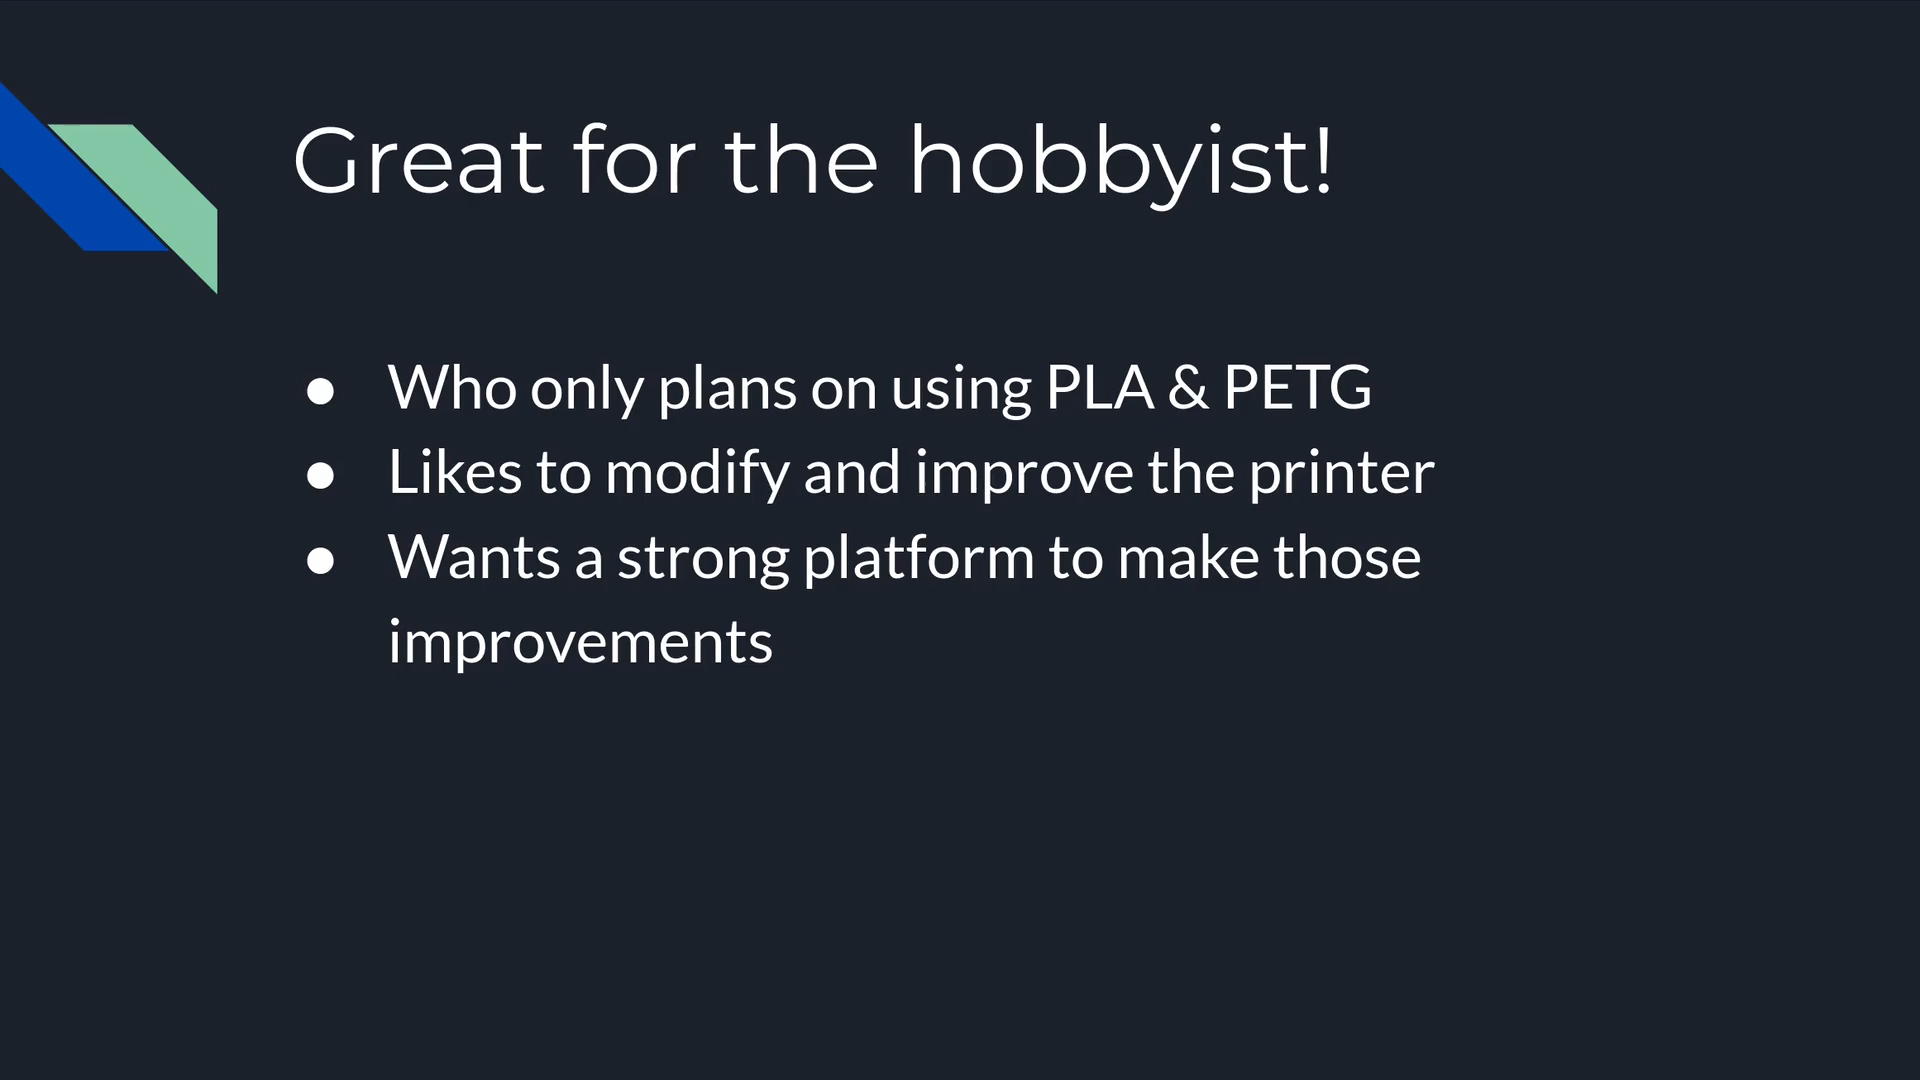 Great for the hobbyist!
● Who only plans on using PLA & PETG
● Likes to modify and improve the printer
● Wants a strong platform to make those
improvements